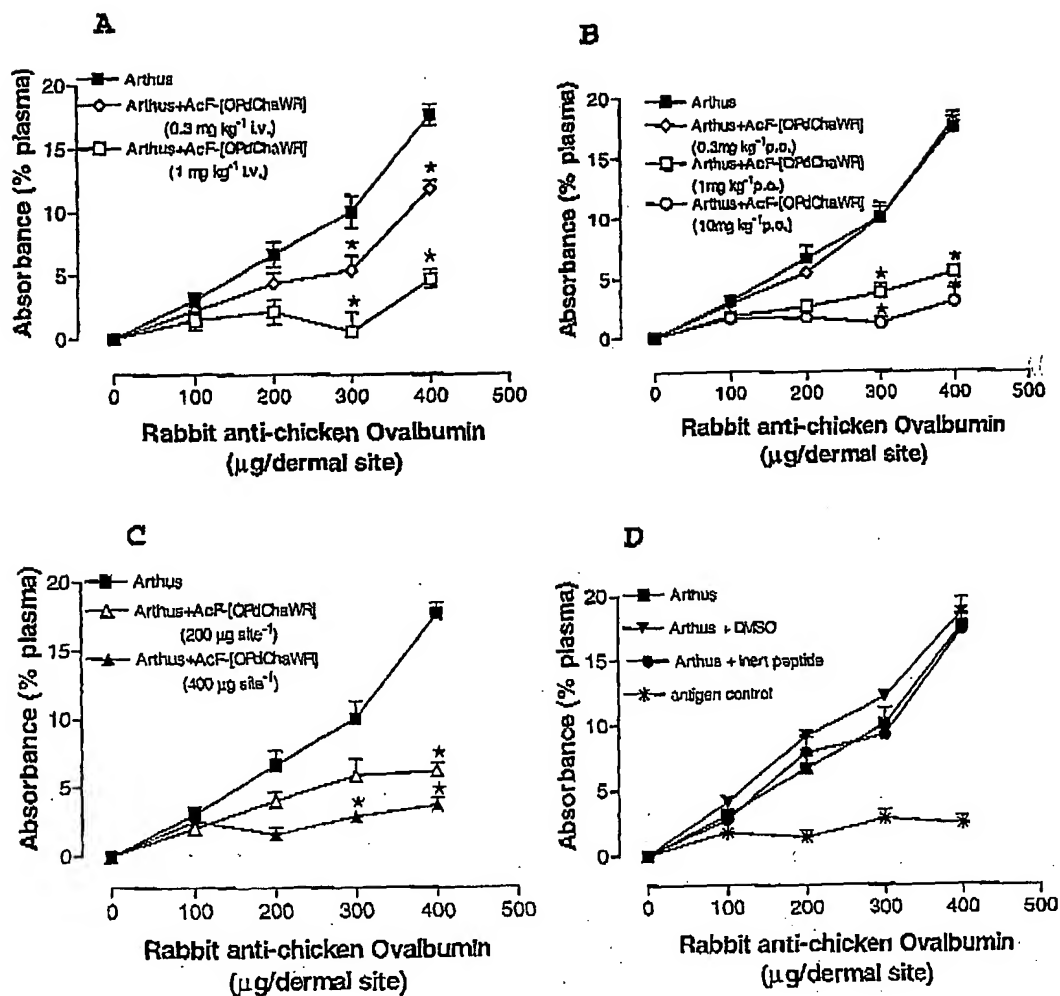 A
Absorbance (% plasma)
20
15
10
5
0
Arthus
Arthus+AcF-[OPdChaWR]
(0.3 mg kg⁻¹ i.v.)
Arthus+AcF-[OPdChaWR]
(1 mg kg⁻¹ i.v.)
*
*
*
*
0 100 200 300 400 500
Rabbit anti-chicken Ovalbumin
(μg/dermal site)
B
Absorbance (% plasma)
20
15
10
5
0
Arthus
Arthus+AcF-[OPdChaWR]
(0.3mg kg⁻¹p.o.)
Arthus+AcF-[OPdChaWR]
(1mg kg⁻¹p.o.)
Arthus+AcF-[OPdChaWR]
(10mg kg⁻¹p.o.)
*
*
*
*
0 100 200 300 400 500
Rabbit anti-chicken Ovalbumin
(μg/dermal site)
C
Absorbance (% plasma)
20
15
10
5
0
Arthus
Arthus+AcF-[OPdChaWR]
(200 μg site⁻¹)
Arthus+AcF-[OPdChaWR]
(400 μg site⁻¹)
*
*
*
0 100 200 300 400 500
Rabbit anti-chicken Ovalbumin
(μg/dermal site)
D
Absorbance (% plasma)
20
15
10
5
0
Arthus
Arthus + DMSO
Arthus + inert peptide
antigen control
0 100 200 300 400 500
Rabbit anti-chicken Ovalbumin
(μg/dermal site)